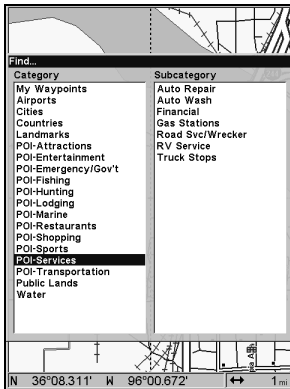 Find...
Category
Subcategory
My Waypoints
Airports
Cities
Countries
Landmarks
POI-Attractions
POI-Entertainment
POI-Emergency/Gov't
POI-Fishing
POI-Hunting
POI-Lodging
POI-Marine
POI-Restaurants
POI-Shopping
POI-Sports
POI-Services
POI-Transportation
Public Lands
Water
Auto Repair
Auto Wash
Financial
Gas Stations
Road Svc/Wrecker
RV Service
Truck Stops
N 36°08.311' W 96°00.672' ↔ 1 mi